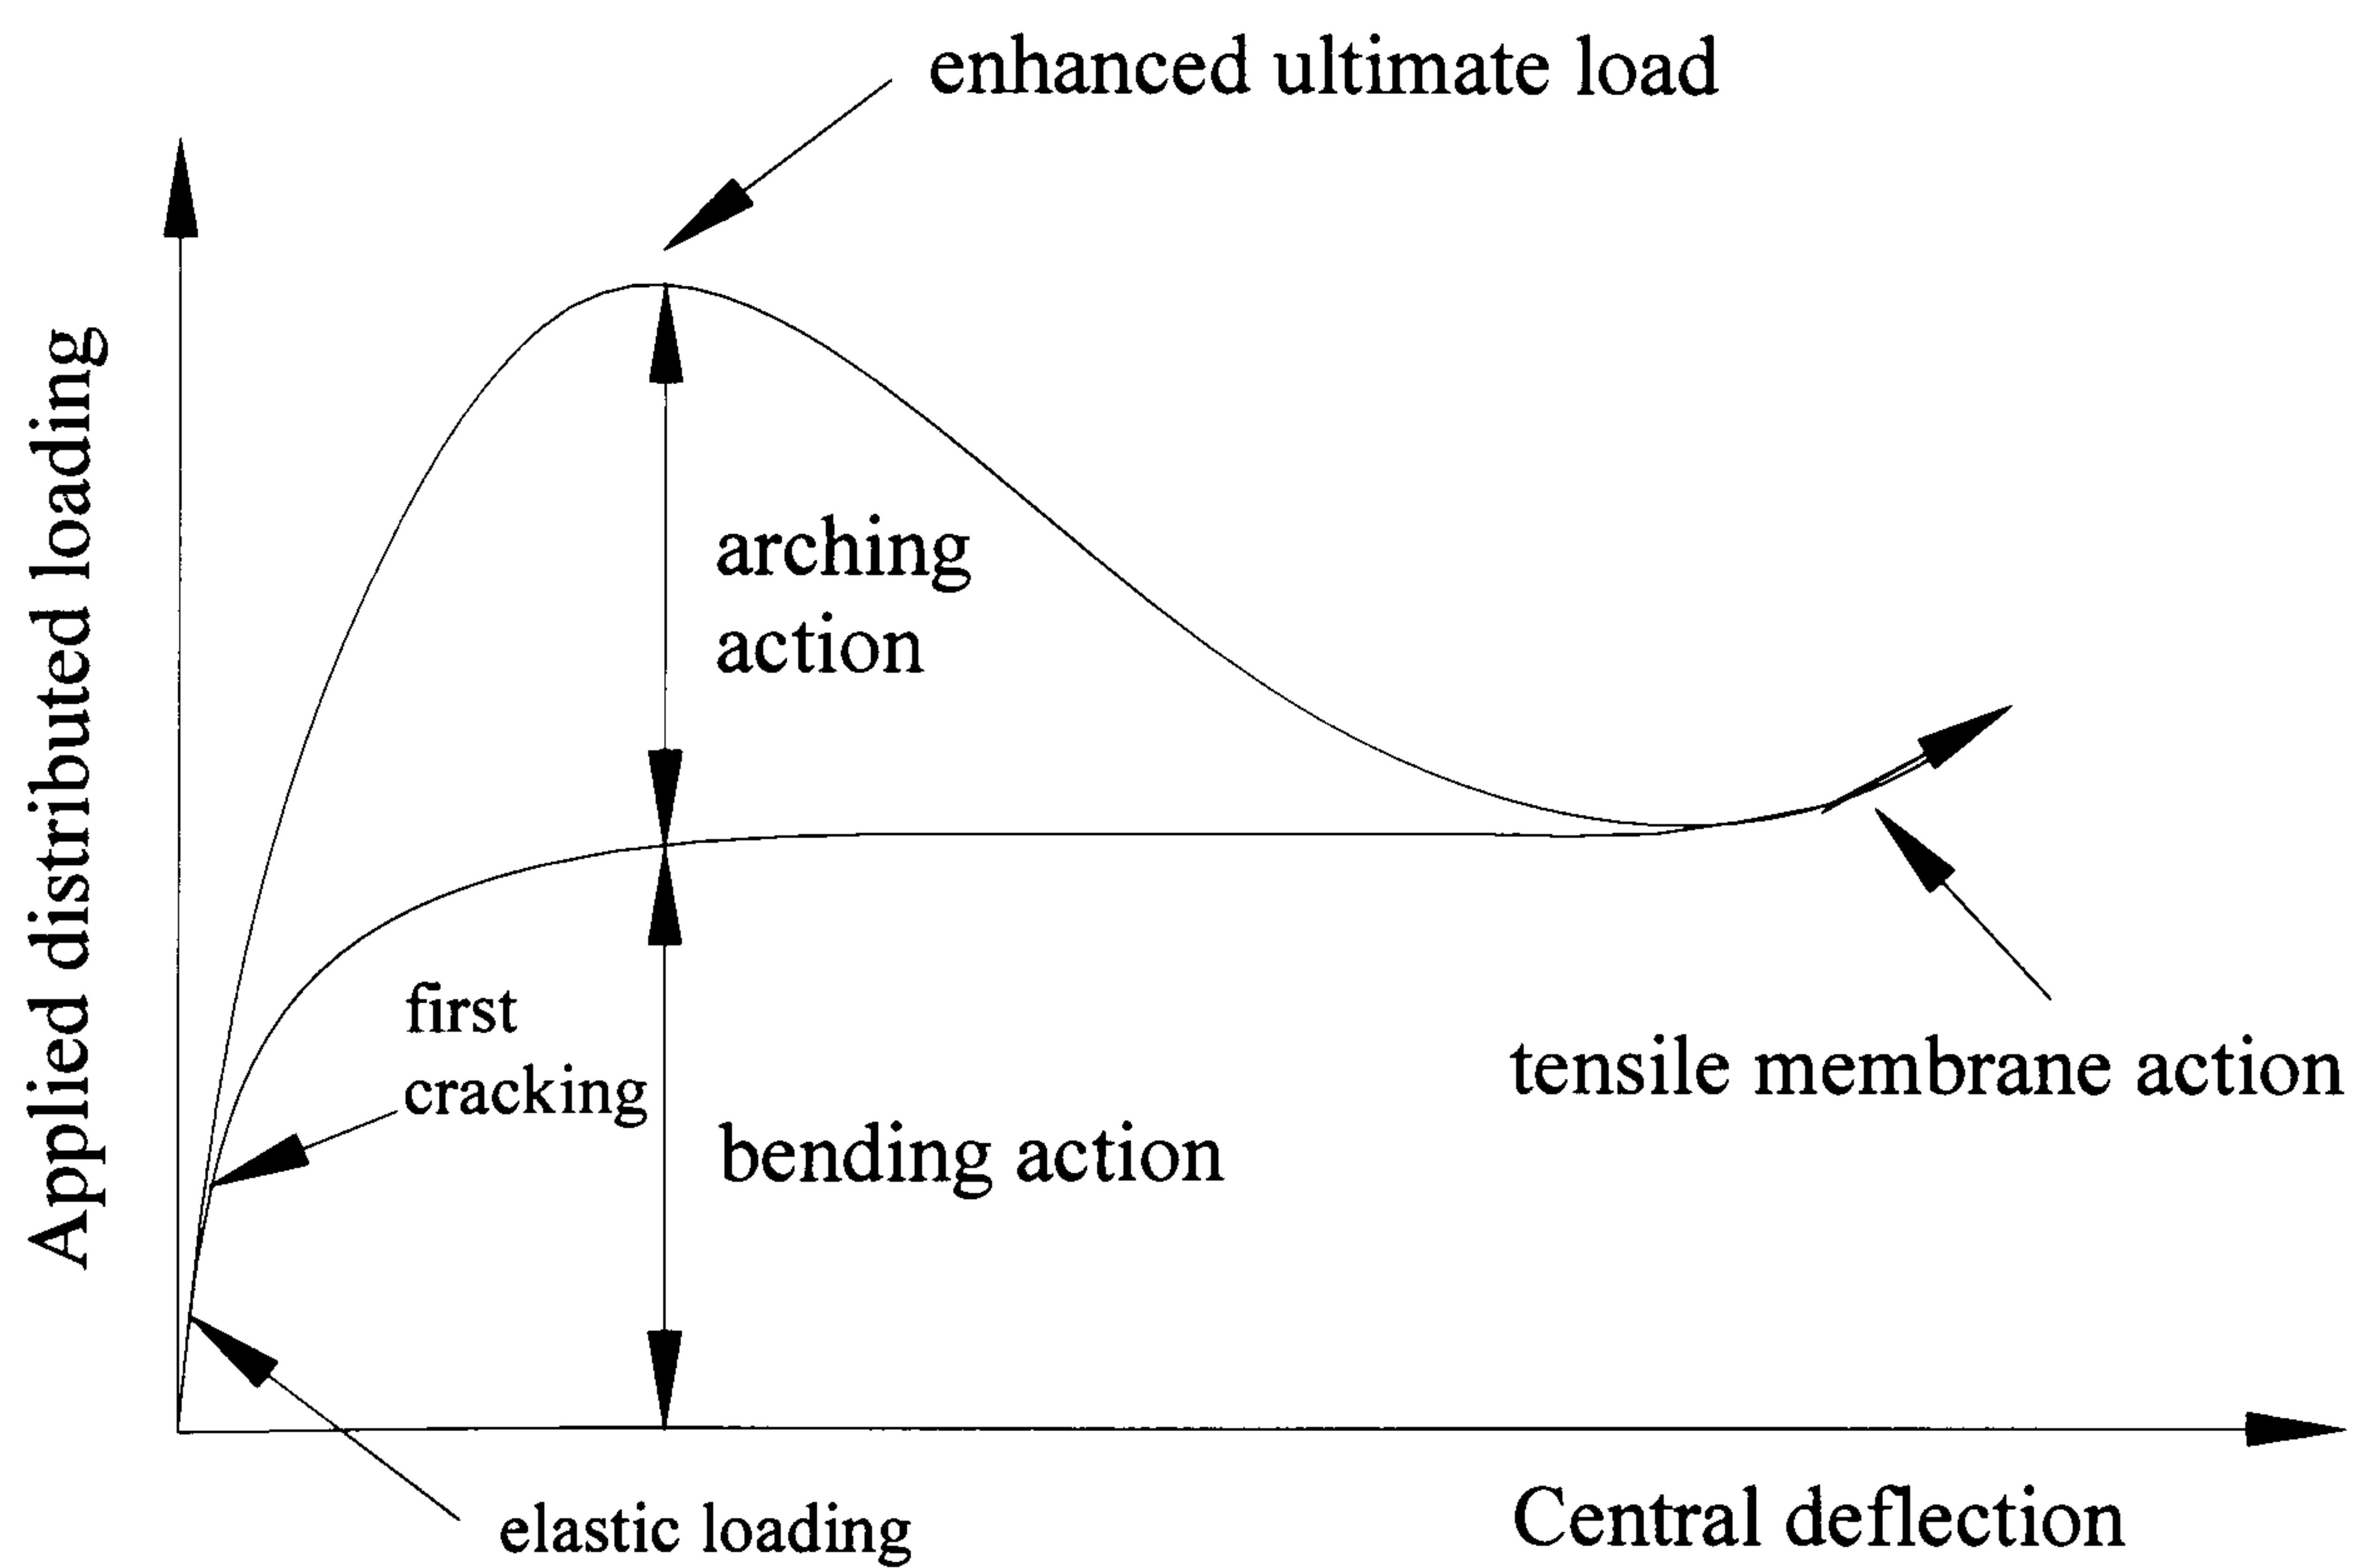 enhanced ultimate load
Applied distributed loading
arching
action
first
cracking
tensile membrane action
bending action
elastic loading
Central deflection